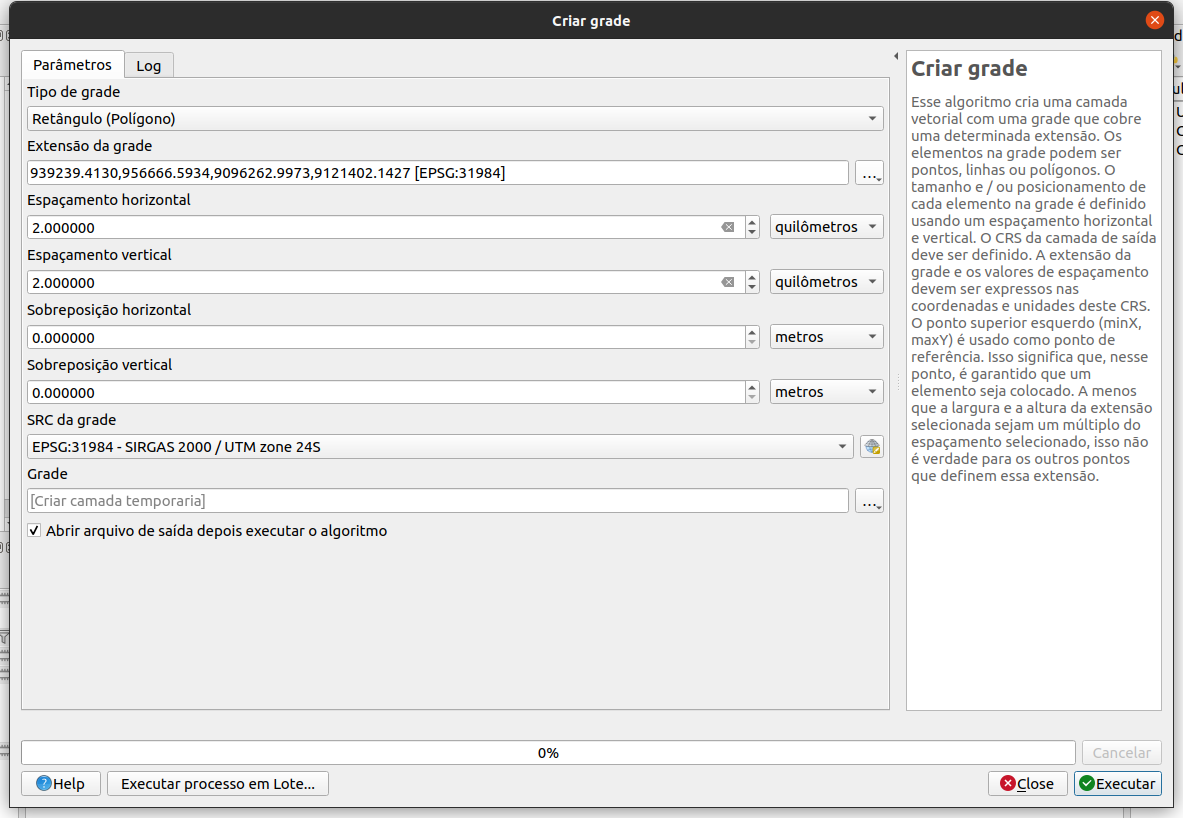 Criar grade
Parâmetros
Log
Tipo de grade
Retângulo (Polígono)
Extensão da grade
939239.4130,956666.5934,9096262.9973,9121402.1427 [EPSG:31984]
...
Espaçamento horizontal
2.000000
quilômetros
Espaçamento vertical
2.000000
quilômetros
Sobreposição horizontal
0.000000
metros
Sobreposição vertical
0.000000
metros
SRC da grade
EPSG:31984 - SIRGAS 2000 / UTM zone 24S
Grade
[Criar camada temporaria]
...
Abrir arquivo de saída depois executar o algoritmo
Criar grade
Esse algoritmo cria uma camada
vetorial com uma grade que cobre
uma determinada extensão. Os
elementos na grade podem ser
pontos, linhas ou polígonos. O
tamanho e / ou posicionamento de
cada elemento na grade é definido
usando um espaçamento horizontal
e vertical. O CRS da camada de saída
deve ser definido. A extensão da
grade e os valores de espaçamento
devem ser expressos nas
coordenadas e unidades deste CRS.
O ponto superior esquerdo (minX,
maxY) é usado como ponto de
referência. Isso significa que, nesse
ponto, é garantido que um
elemento seja colocado. A menos
que a largura e a altura da extensão
selecionada sejam um múltiplo do
espaçamento selecionado, isso não
é verdade para os outros pontos
que definem essa extensão.
0%
Cancelar
Help
Executar processo em Lote...
Close
Executar